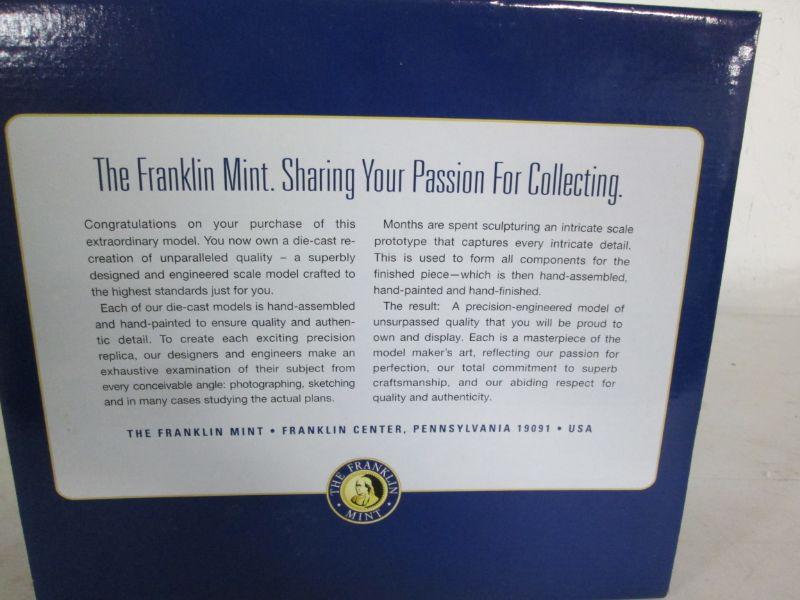 The Franklin Mint. Sharing Your Passion For Collecting.
Congratulations on your purchase of this
extraordinary model. You now own a die-cast re-
creation of unparalleled quality – a superbly
designed and engineered scale model crafted to
the highest standards just for you.
Each of our die-cast models is hand-assembled
and hand-painted to ensure quality and authen-
tic detail. To create each exciting precision
replica, our designers and engineers make an
exhaustive examination of their subject from
every conceivable angle: photographing, sketching
and in many cases studying the actual plans.
Months are spent sculpturing an intricate scale
prototype that captures every intricate detail.
This is used to form all components for the
finished piece—which is then hand-assembled,
hand-painted and hand-finished.
The result: A precision-engineered model of
unsurpassed quality that you will be proud to
own and display. Each is a masterpiece of the
model maker's art, reflecting our passion for
perfection, our total commitment to superb
craftsmanship, and our abiding respect for
quality and authenticity.
THE FRANKLIN MINT • FRANKLIN CENTER, PENNSYLVANIA 19091 • USA
THE FRANKLIN
MINT